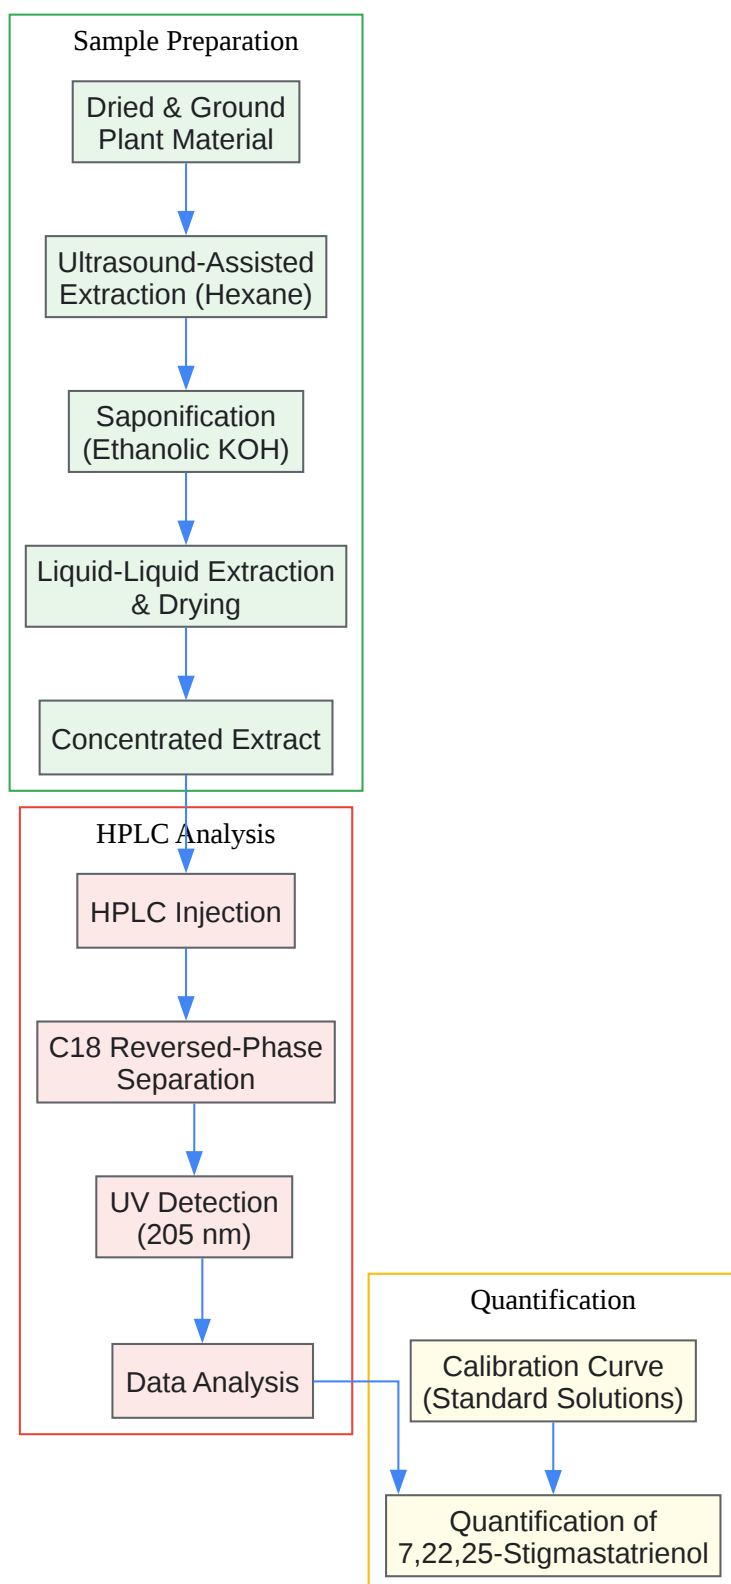 Sample Preparation
Dried & Ground
Plant Material
Ultrasound-Assisted
Extraction (Hexane)
Saponification
(Ethanolic KOH)
Liquid-Liquid Extraction
& Drying
Concentrated Extract
HPLC Analysis
HPLC Injection
C18 Reversed-Phase
Separation
UV Detection
(205 nm)
Data Analysis
Quantification
Calibration Curve
(Standard Solutions)
Quantification of
7,22,25-Stigmastatrienol